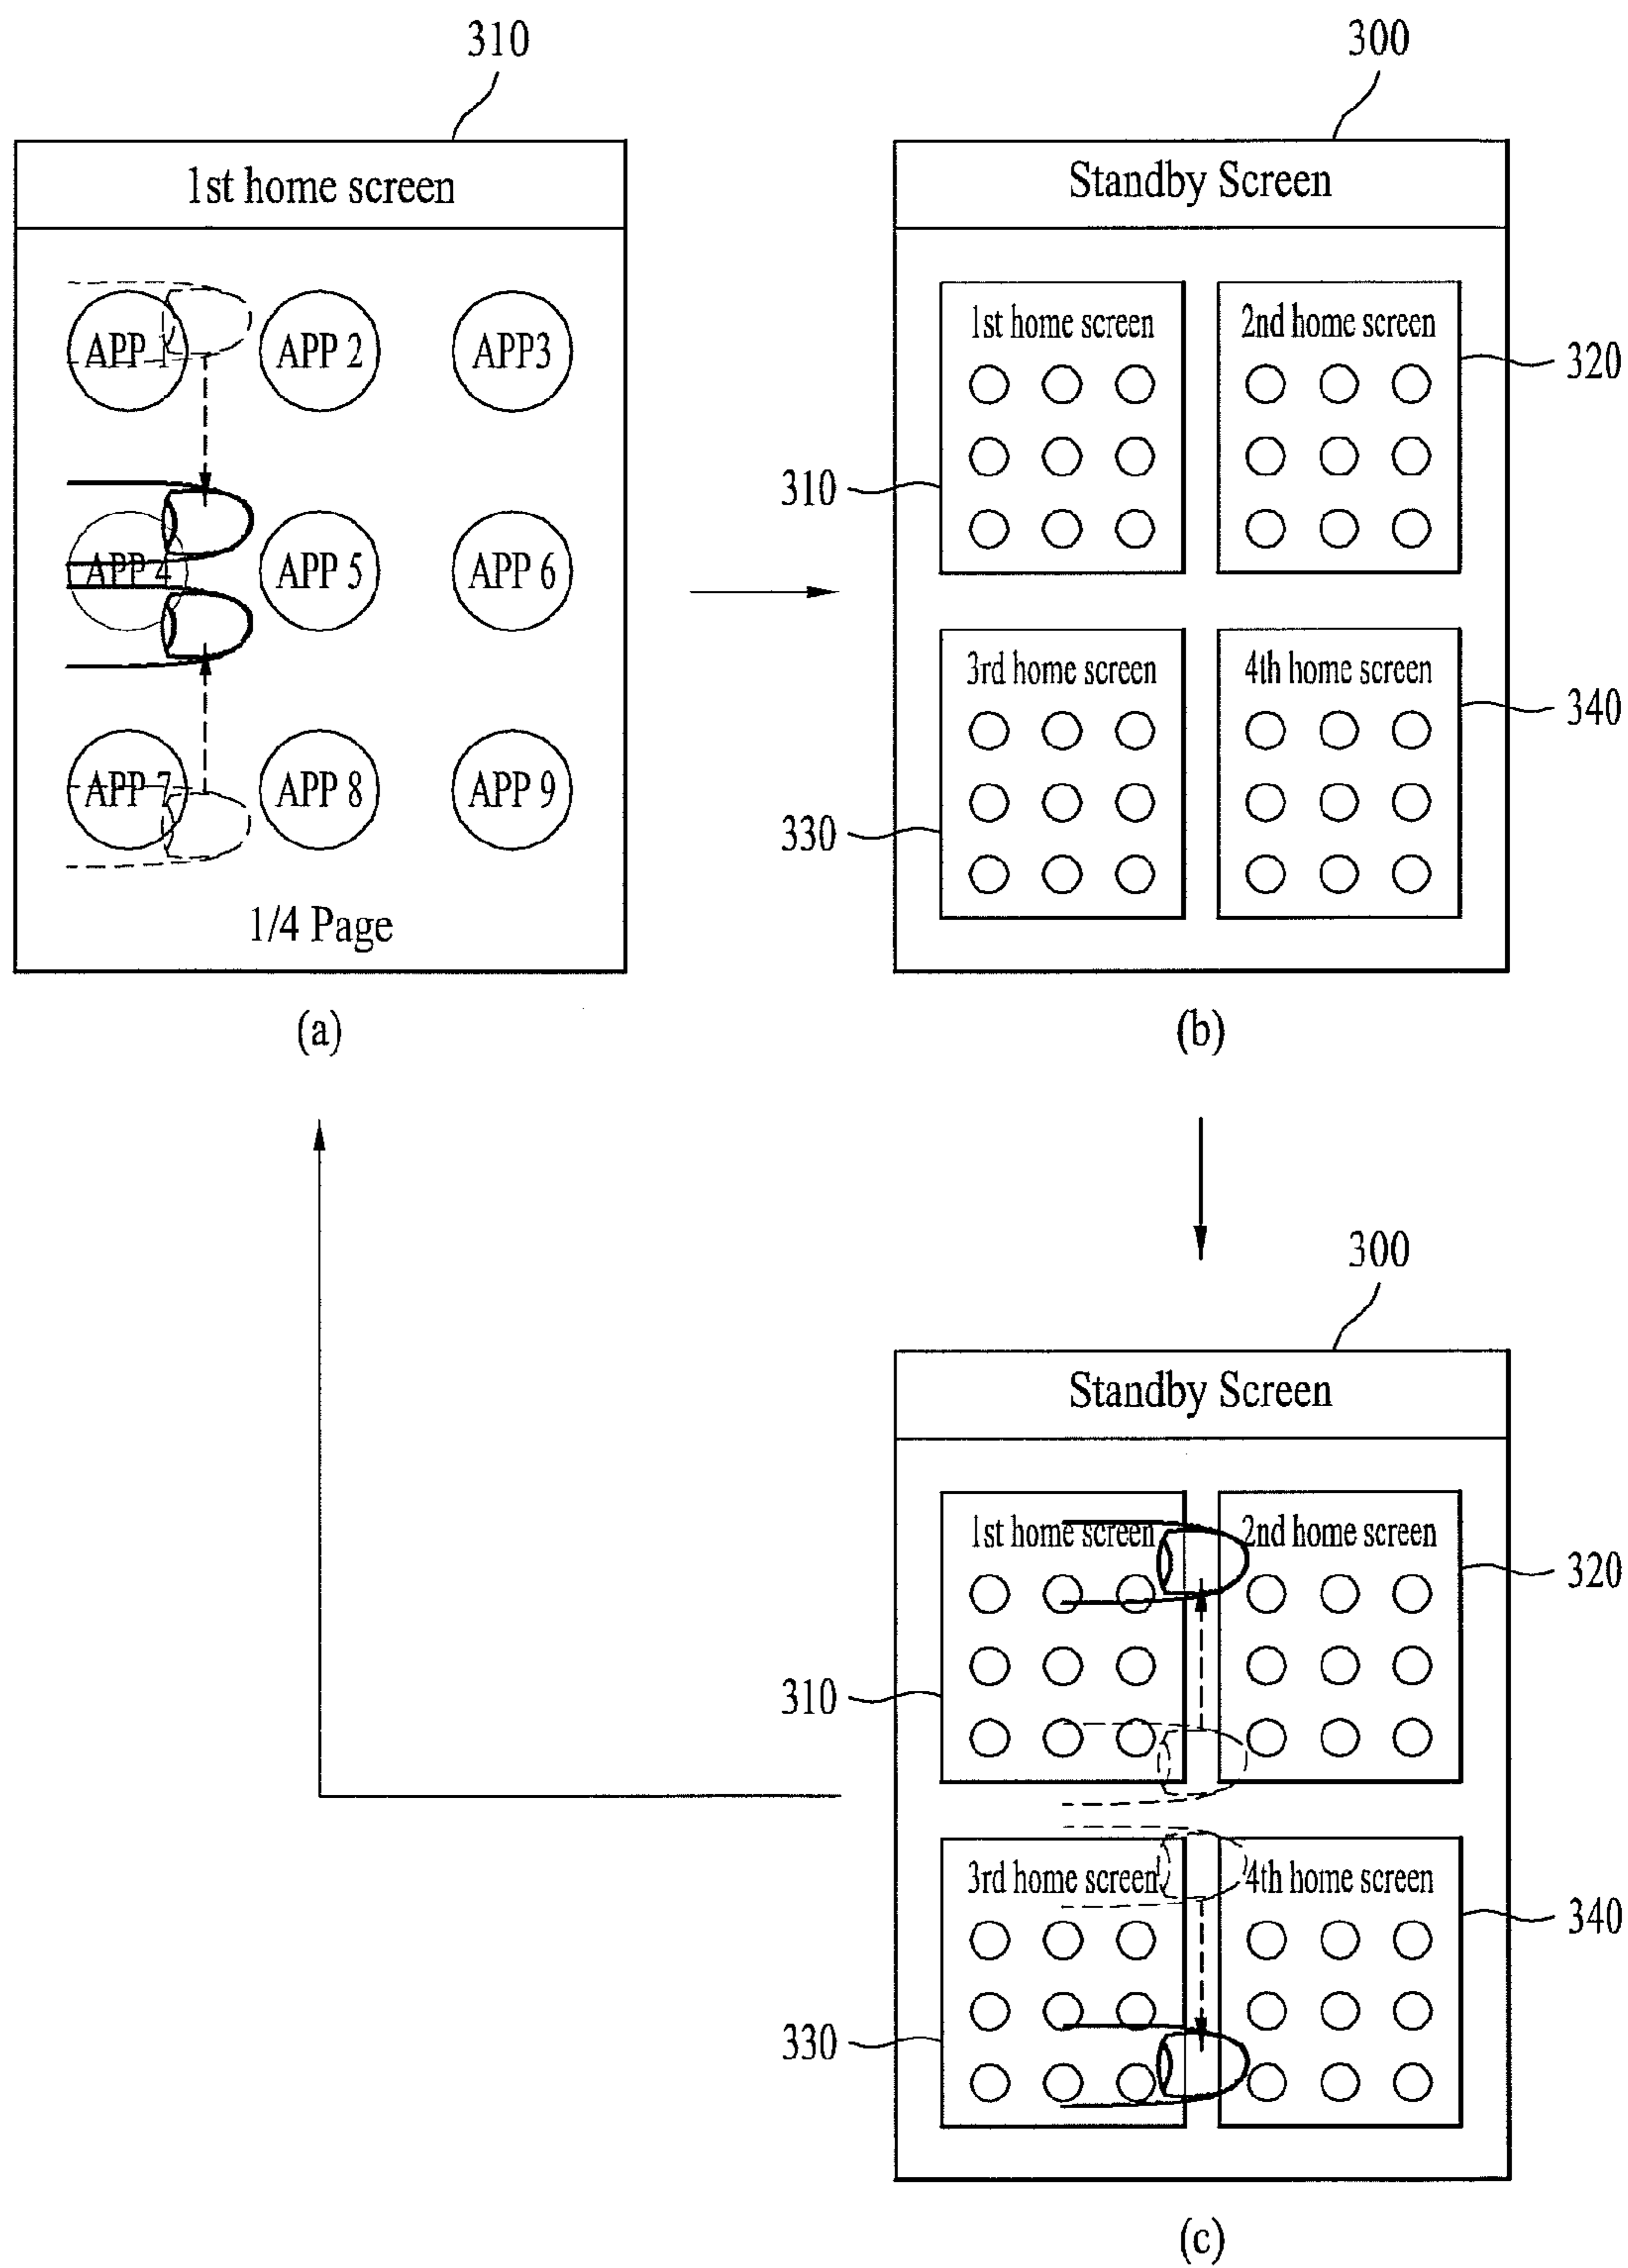 310
1st home screen
APP 1 APP 2 APP3
APP 4 APP 5 APP 6
APP 7 APP 8 APP 9
1/4 Page
(a)
300
Standby Screen
1st home screen 2nd home screen
320
310
3rd home screen 4th home screen
340
330
(b)
300
Standby Screen
1st home screen 2nd home screen
320
310
3rd home screen 4th home screen
340
330
(c)